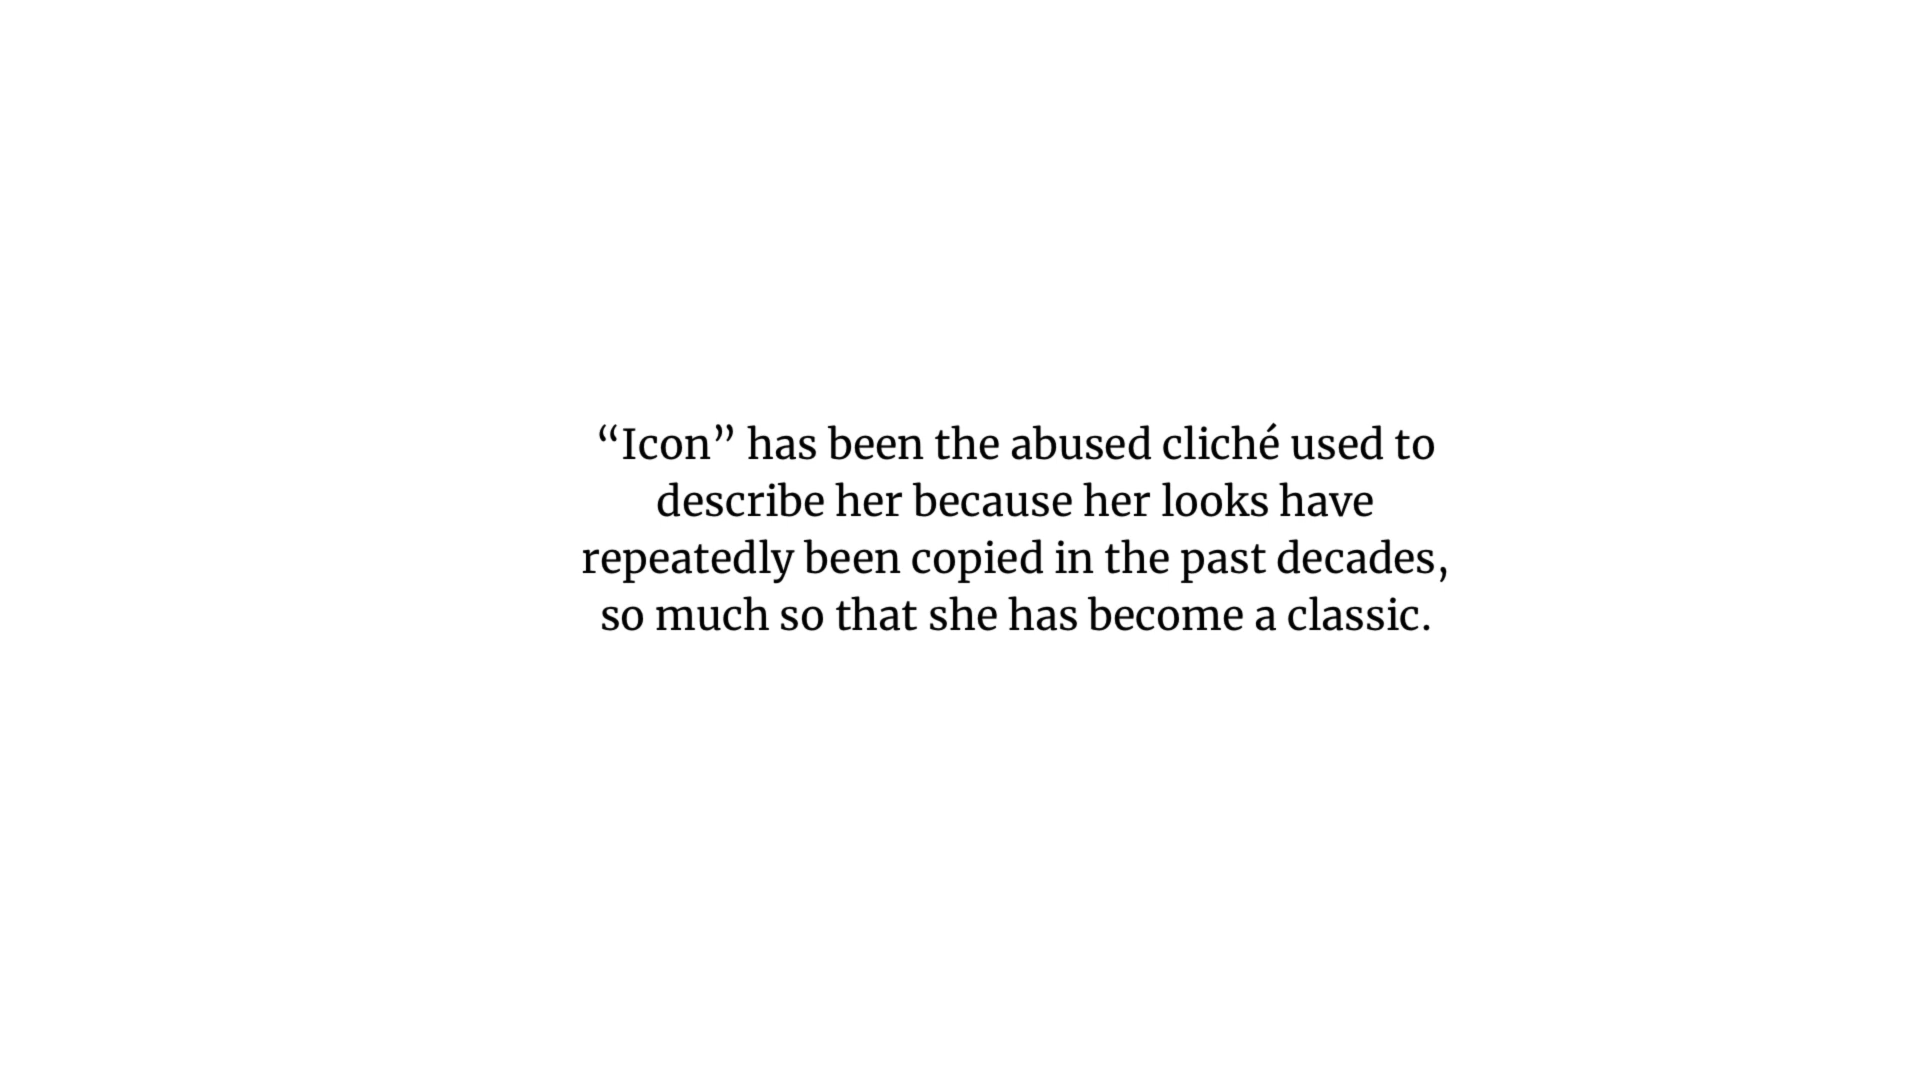 “Icon” has been the abused cliché used to
describe her because her looks have
repeatedly been copied in the past decades,
so much so that she has become a classic.